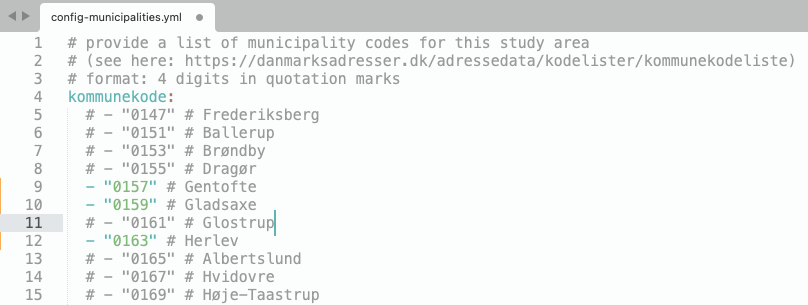 config-municipalities.yml
1 # provide a list of municipality codes for this study area
2 # (see here: https://danmarksadresser.dk/adressedata/kodelister/kommunekodeliste)
3 # format: 4 digits in quotation marks
4 kommunekode:
5 # - "0147" # Frederiksberg
6 # - "0151" # Ballerup
7 # - "0153" # Brøndby
8 # - "0155" # Dragør
9 - "0157" # Gentofte
10 - "0159" # Gladsaxe
11 # - "0161" # Glostrup
12 - "0163" # Herlev
13 # - "0165" # Albertslund
14 # - "0167" # Hvidovre
15 # - "0169" # Høje-Taastrup